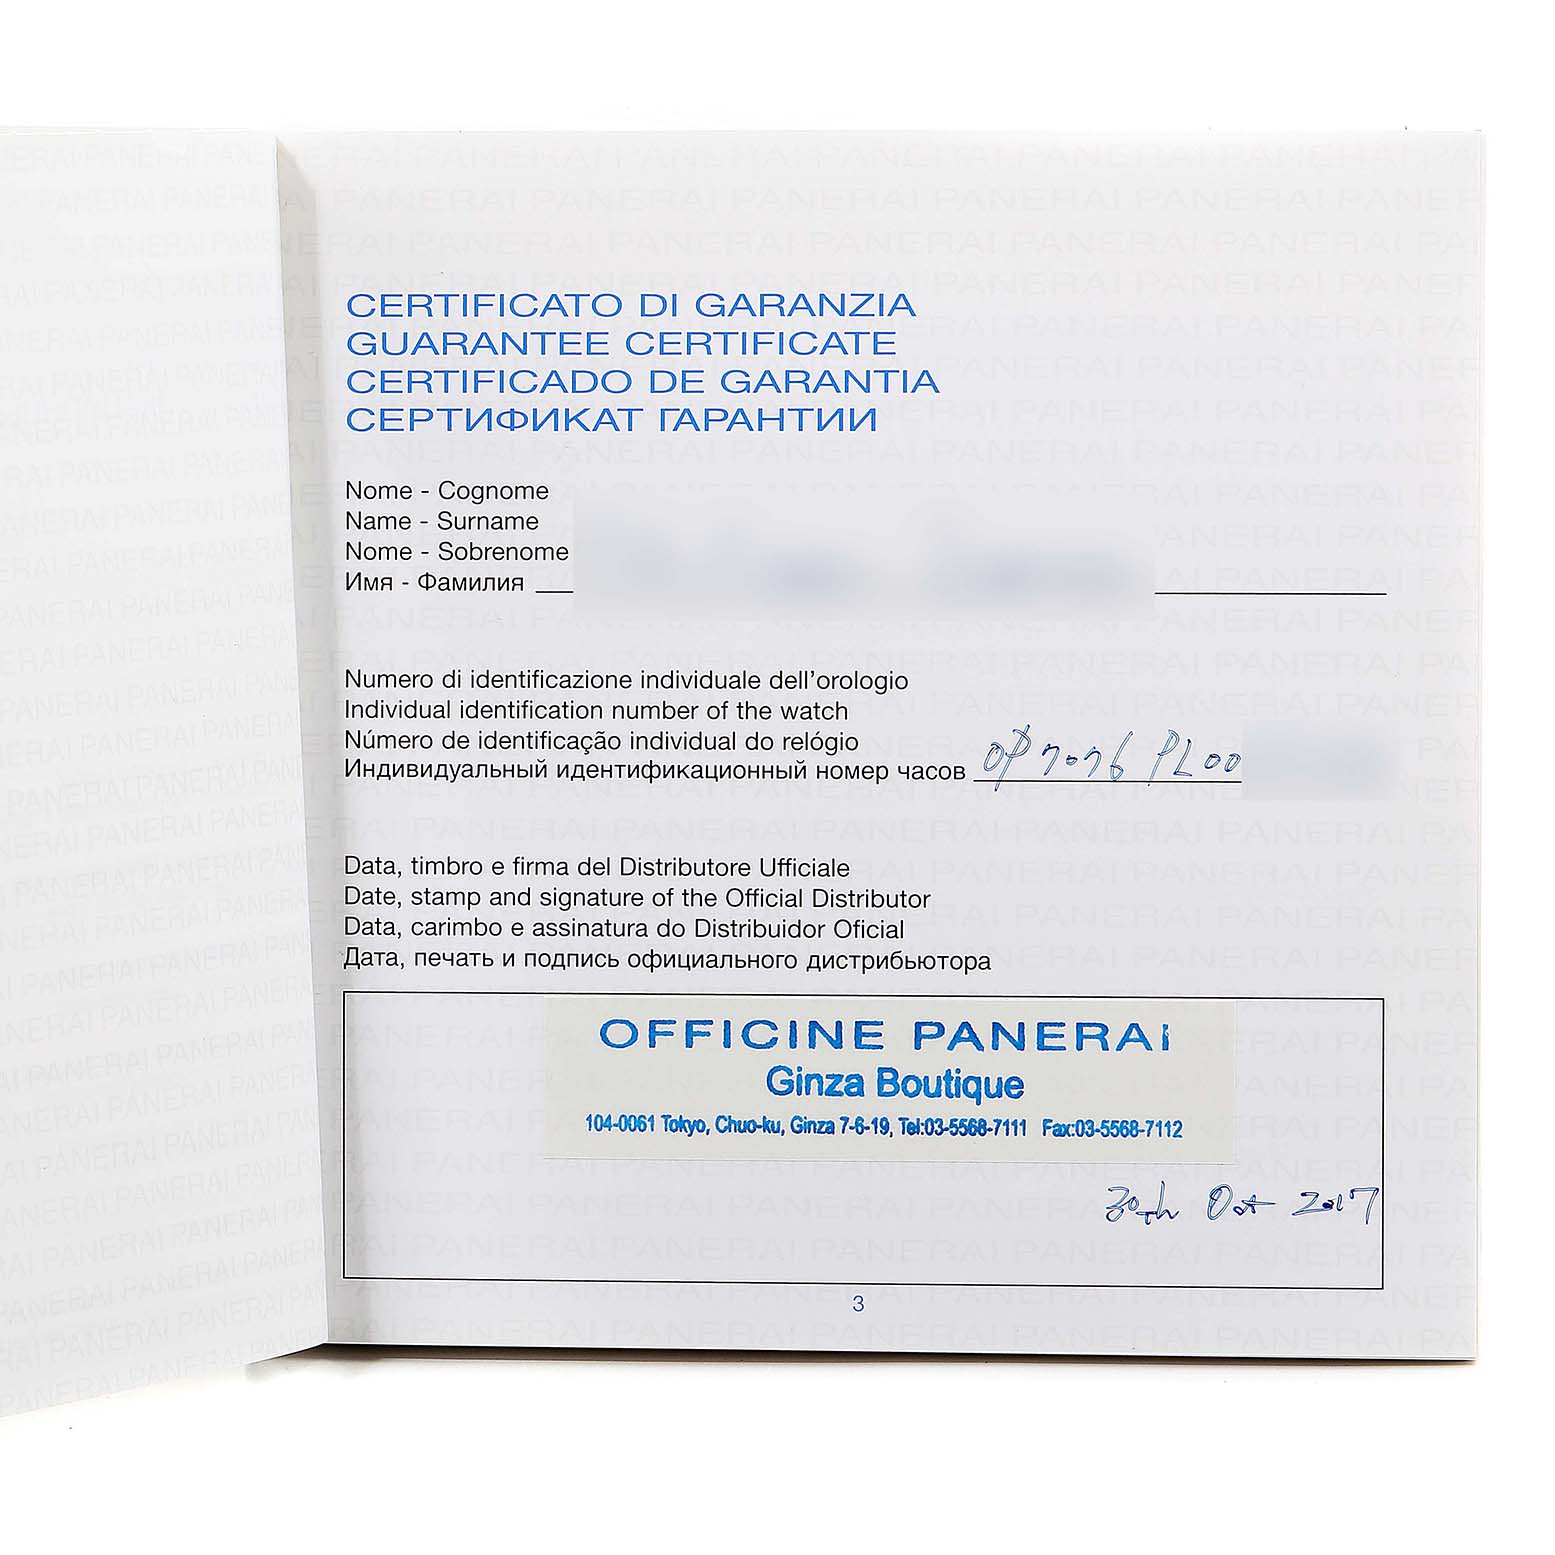 CERTIFICATO DI GARANZIA
GUARANTEE CERTIFICATE
CERTIFICADO DE GARANTIA
СЕРТИФИКАТ ГАРАНТИИ
Nome - Cognome
Name - Surname
Nome - Sobrenome
Имя - Фамилия
Numero di identificazione individuale dell'orologio
Individual identification number of the watch
Número de identificação individual do relógio
Индивидуальный идентификационный номер часов OP7076 PL00
Data, timbro e firma del Distributore Ufficiale
Date, stamp and signature of the Official Distributor
Data, carimbo e assinatura do Distribuidor Oficial
Дата, печать и подпись официального дистрибьютора
OFFICINE PANERAI
Ginza Boutique
104-0061 Tokyo, Chuo-ku, Ginza 7-6-19, Tel:03-5568-7111 Fax:03-5568-7112
30th Oct 2017
3